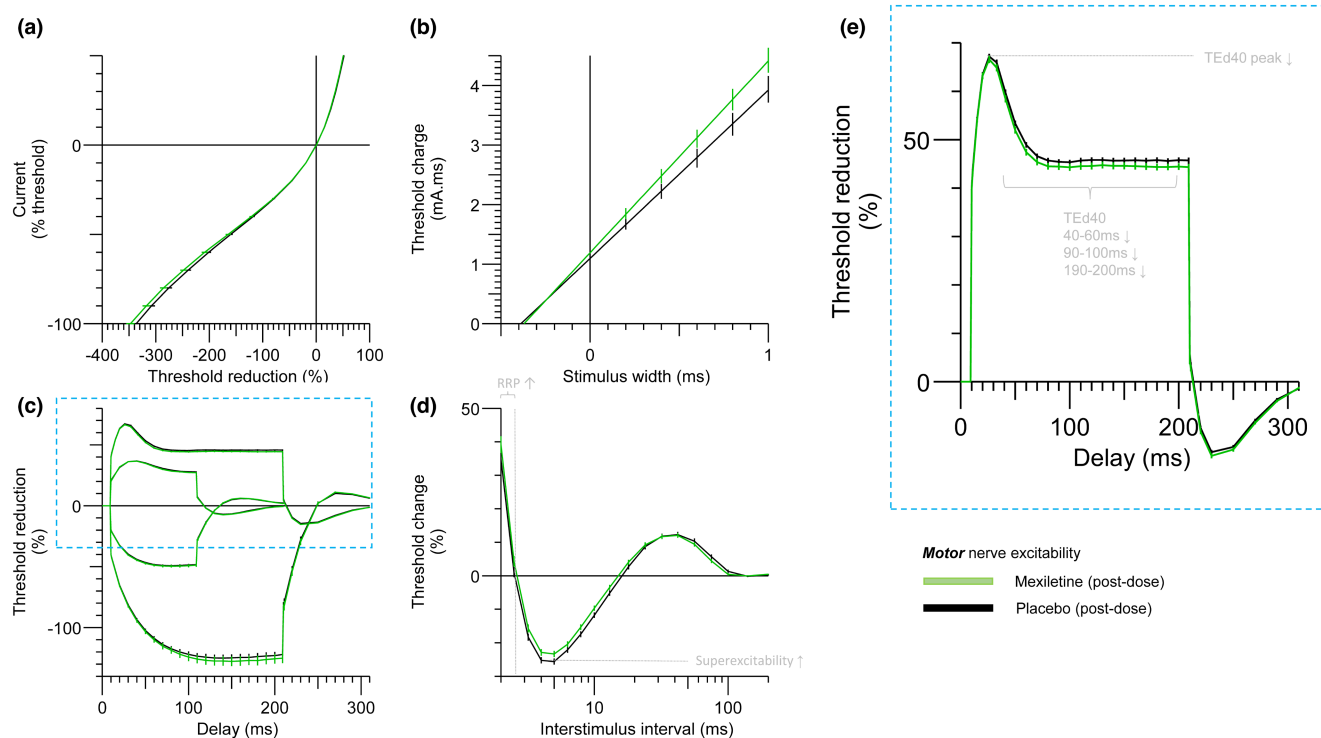 (a)
Current
(% threshold)
0
-100
-400
-300
-200
-100
0
100
Threshold reduction (%)
(b)
Threshold charge
(mA.ms)
4
3
2
1
0
0
1
Stimulus width (ms)
(c)
Threshold reduction
(%)
0
-100
0
100
200
300
Delay (ms)
RRP ↑
(d)
Threshold change
(%)
50
0
10
100
Superexcitability ↑
Interstimulus interval (ms)
(e)
Threshold reduction
(%)
50
0
TEd40 peak ↓
TEd40
40-60ms ↓
90-100ms ↓
190-200ms ↓
0
100
200
300
Delay (ms)
Motor nerve excitability
Mexiletine (post-dose)
Placebo (post-dose)